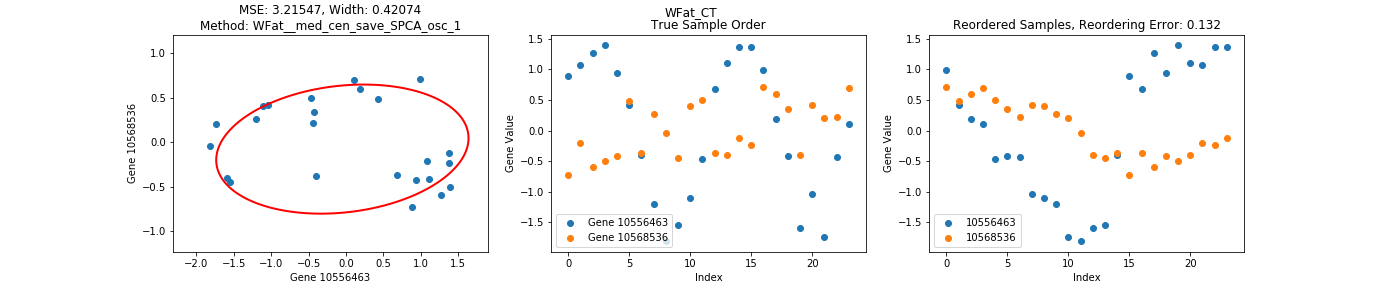 WFat_CT
MSE: 3.21547, Width: 0.42074
Method: WFat__med_cen_save_SPCA_osc_1
1.0
0.5
0.0
−0.5
−1.0
Gene 10568536
−2.0 −1.5 −1.0 −0.5 0.0 0.5 1.0 1.5
Gene 10556463
True Sample Order
1.5
1.0
0.5
0.0
−0.5
−1.0
−1.5
Gene Value
Gene 10556463
Gene 10568536
0 5 10 15 20
Index
Reordered Samples, Reordering Error: 0.132
1.5
1.0
0.5
0.0
−0.5
−1.0
−1.5
Gene Value
10556463
10568536
0 5 10 15 20
Index